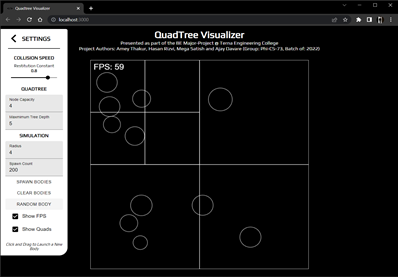 Quadtree Visualizer
localhost:3000
SETTINGS
QuadTree Visualizer
Presented as part of the BE Major-Project @ Terna Engineering College
Project Authors: Amey Thakur, Hasan Rizvi, Mega Satish and Ajay Davare (Group: PH-CS-73, Batch of: 2022)
COLLISION SPEED
Restitution Constant
0.8
QUADTREE
Node Capacity
4
Maximum Tree Depth
5
SIMULATION
Radius
4
Spawn Count
200
SPAWN BODIES
CLEAR BODIES
RANDOM BODY
Show FPS
Show Quads
Click and Drag to Launch a New
Body
FPS: 59